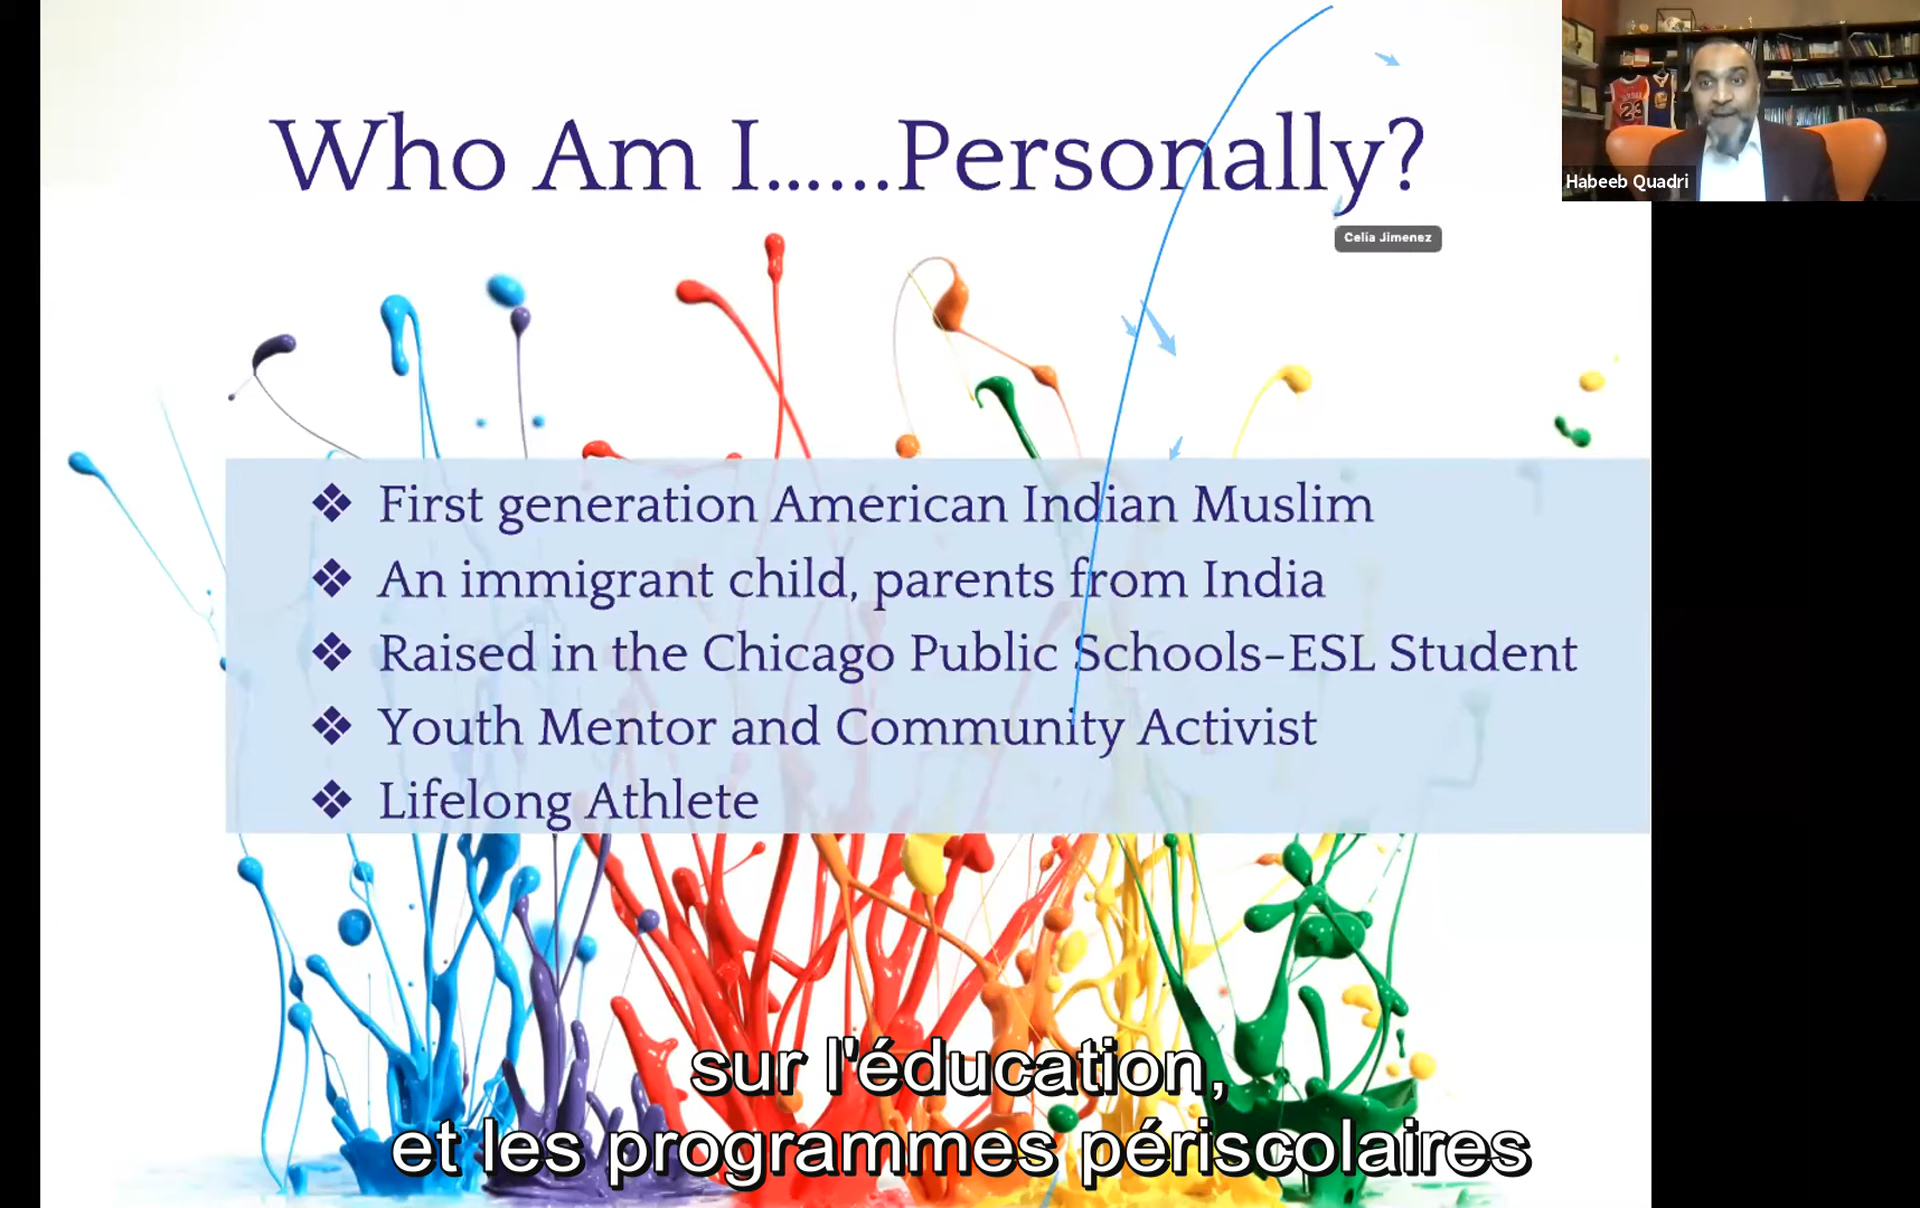 Who Am I......Personally?
Habeeb Quadri
Celia Jimenez
❖ First generation American Indian Muslim
❖ An immigrant child, parents from India
❖ Raised in the Chicago Public Schools-ESL Student
❖ Youth Mentor and Community Activist
❖ Lifelong Athlete
sur l'éducation,
et les programmes périscolaires